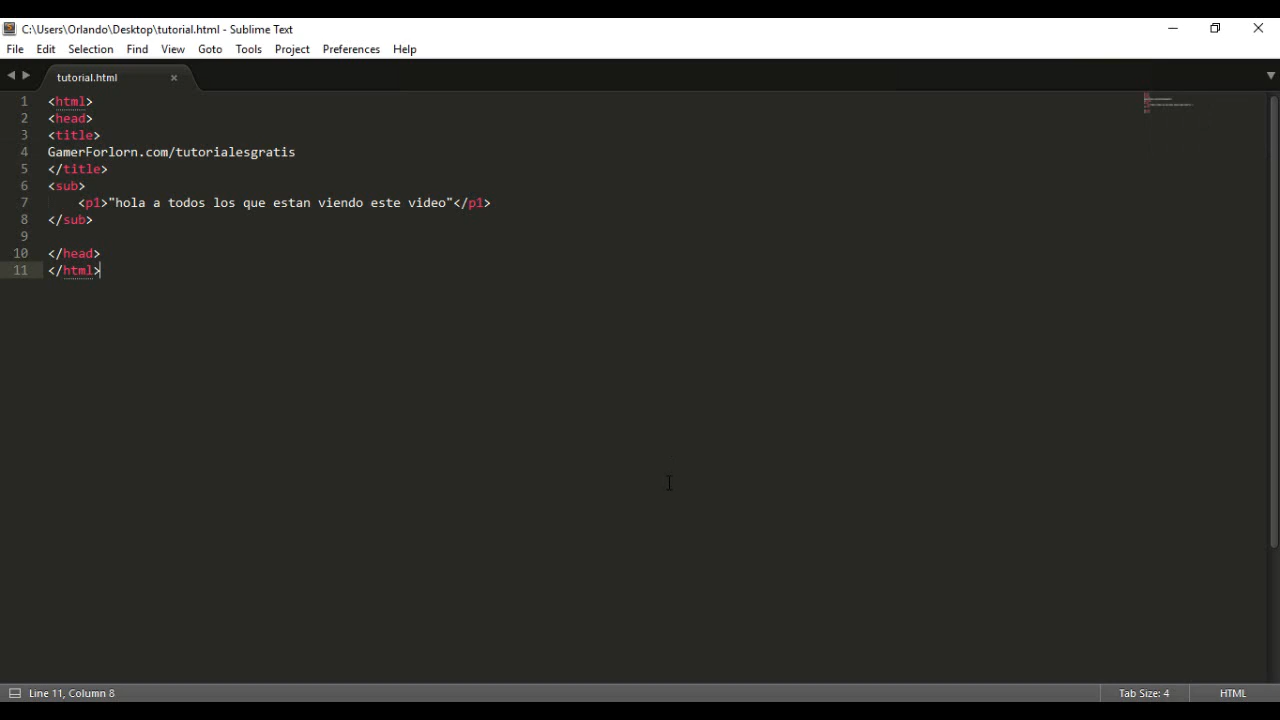 C:\Users\Orlando\Desktop\tutorial.html - Sublime Text
File Edit Selection Find View Goto Tools Project Preferences Help
tutorial.html
1 <html>
2 <head>
3 <title>
4 GamerForlorn.com/tutorialesgratis
5 </title>
6 <sub>
7 <p1>"hola a todos los que estan viendo este video"</p1>
8 </sub>
9
10 </head>
11 </html>
Line 11, Column 8 Tab Size: 4 HTML